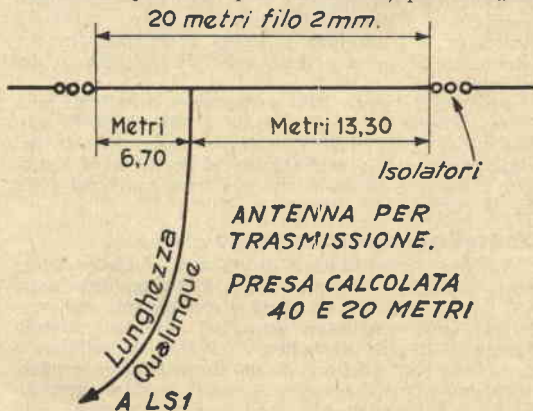 20 metri filo 2mm.
Metri
6,70
Metri 13,30
Isolatori
ANTENNA PER
TRASMISSIONE.
PRESA CALCOLATA
40 E 20 METRI
Lunghezza
Qualunque
A LS1